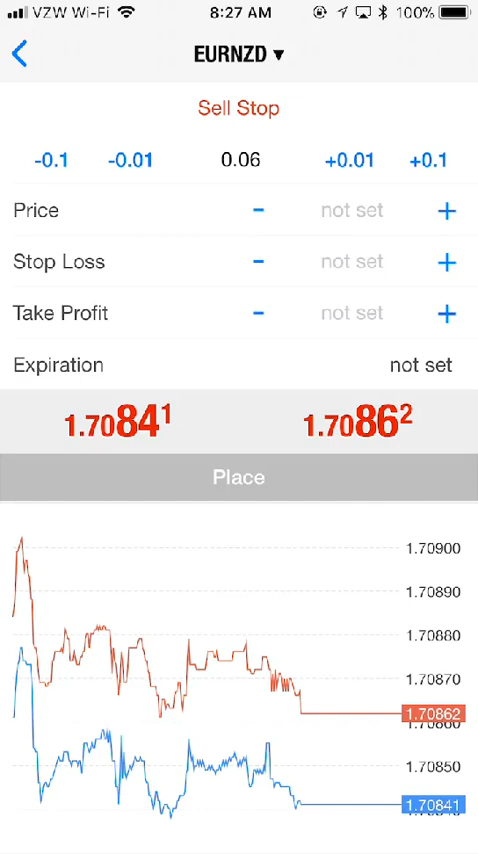 VZW Wi-Fi 8:27 AM 100%
EURNZD ▾
Sell Stop
-0.1 -0.01 0.06 +0.01 +0.1
Price - not set +
Stop Loss - not set +
Take Profit - not set +
Expiration not set
1.70841 1.70862
Place
1.70900
1.70890
1.70880
1.70870
1.70862
1.70860
1.70850
1.70841